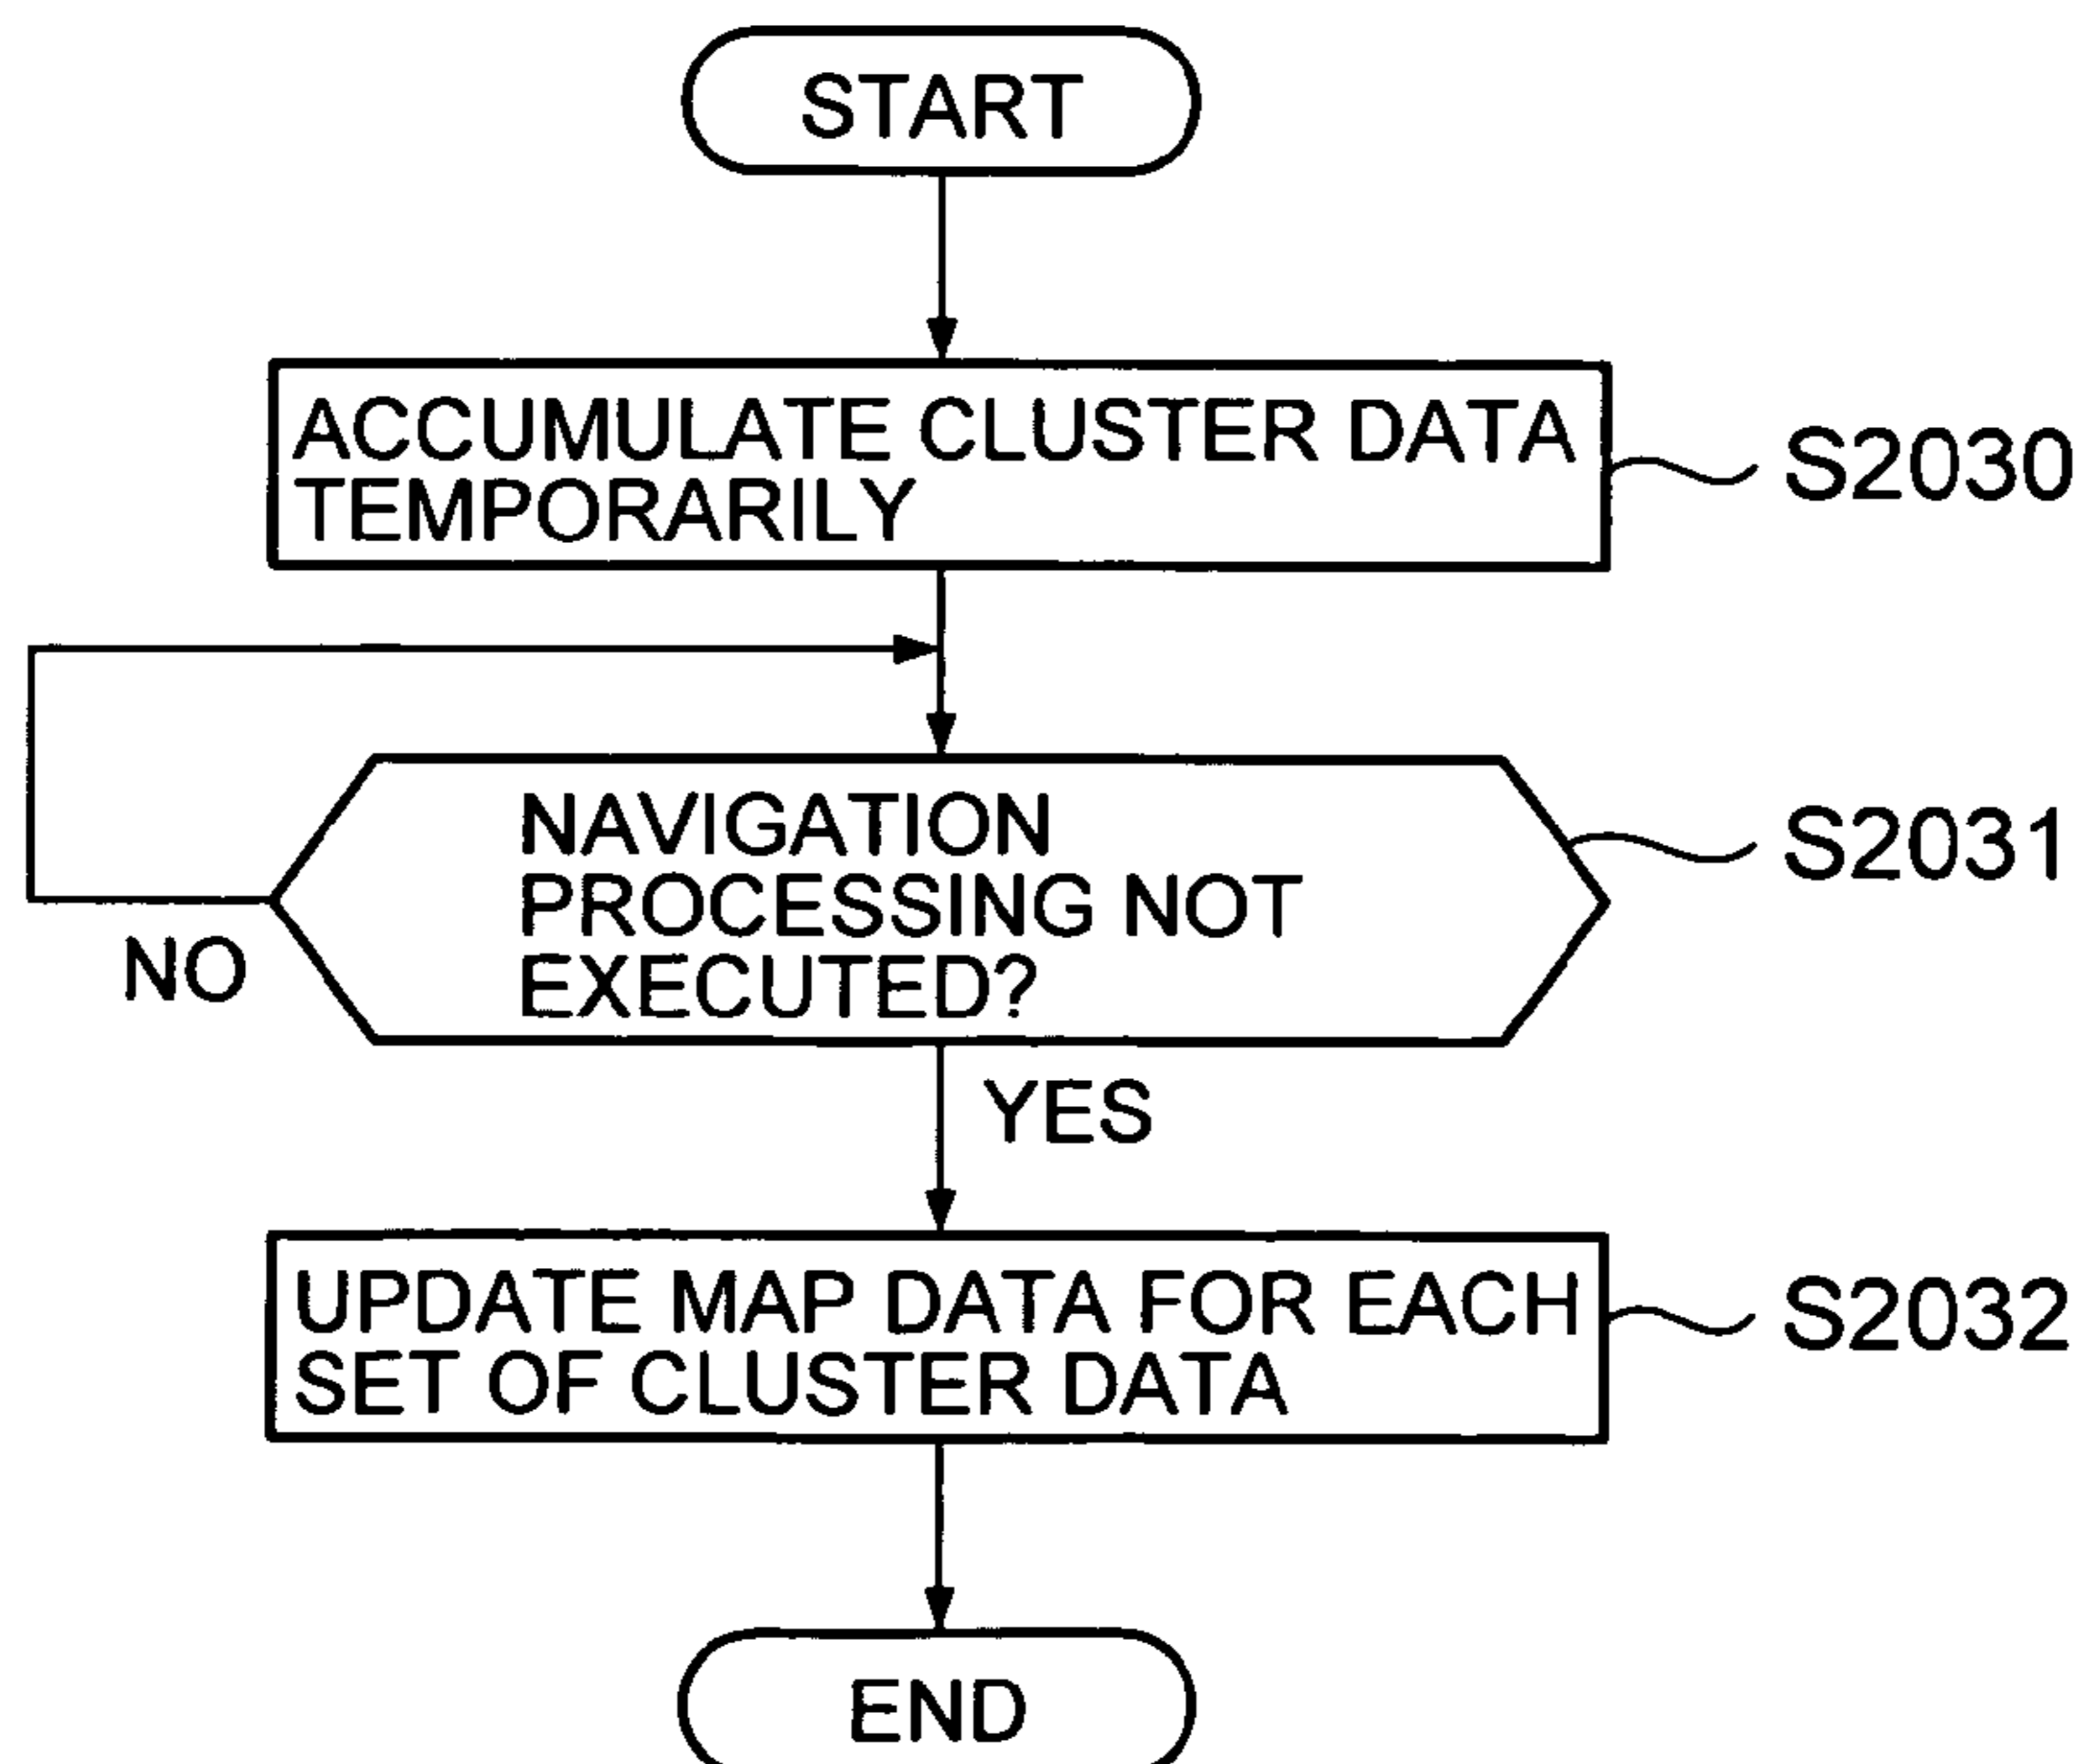 START
ACCUMULATE CLUSTER DATA
TEMPORARILY
S2030
NAVIGATION
PROCESSING NOT
EXECUTED?
S2031
NO
YES
UPDATE MAP DATA FOR EACH
SET OF CLUSTER DATA
S2032
END